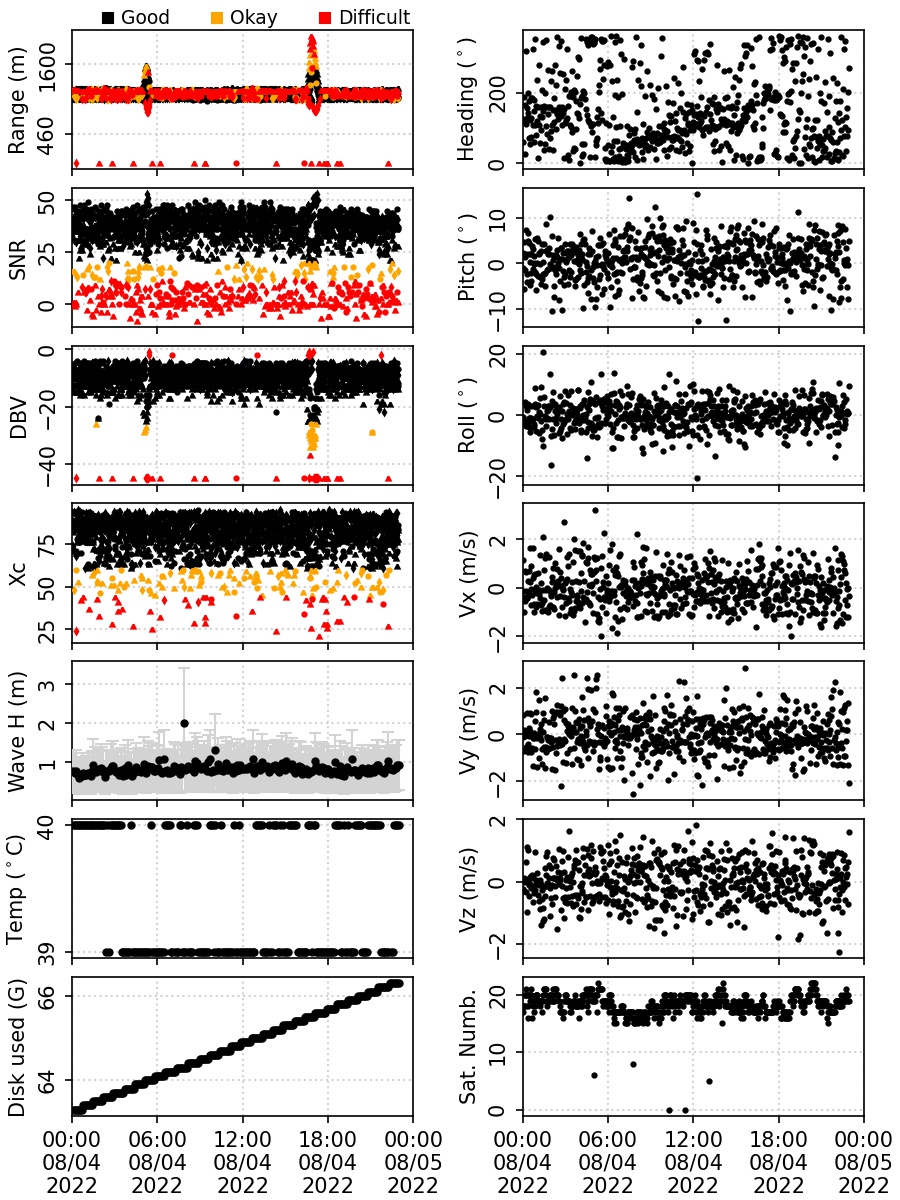 Good Okay Difficult
Range (m)
1600
460
Heading (°)
200
0
SNR
50
25
0
Pitch (°)
10
0
−10
DBV
0
−20
−40
Roll (°)
20
0
−20
Xc
75
50
25
Vx (m/s)
2
0
−2
Wave H (m)
3
2
1
Vy (m/s)
2
0
−2
Temp (°C)
40
39
Vz (m/s)
2
0
−2
Disk used (G)
66
64
Sat. Numb.
20
10
0
00:00 06:00 12:00 18:00 00:00
08/04 08/04 08/04 08/04 08/05
2022 2022 2022 2022 2022
00:00 06:00 12:00 18:00 00:00
08/04 08/04 08/04 08/04 08/05
2022 2022 2022 2022 2022